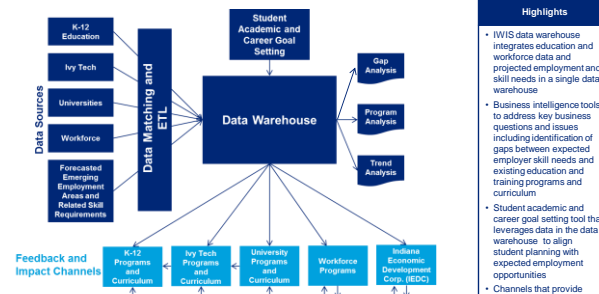 Student
Academic and
Career Goal
Setting
Data Sources
K-12
Education
Ivy Tech
Universities
Workforce
Forecasted
Emerging
Employment
Areas and
Related Skill
Requirements
Data Matching and
ETL
Data Warehouse
Gap
Analysis
Program
Analysis
Trend
Analysis
Feedback and
Impact Channels
K-12
Programs
and
Curriculum
Ivy Tech
Programs
and
Curriculum
University
Programs
and
Curriculum
Workforce
Programs
Indiana
Economic
Development
Corp. (IEDC)
Highlights
• IWIS data warehouse
integrates education and
workforce data and
projected employment and
skill needs in a single data
warehouse
• Business intelligence tools
to address key business
questions and issues
including identification of
gaps between expected
employer skill needs and
existing education and
training programs and
curriculum
• Student academic and
career goal setting tool tha
leverages data in the data
warehouse to align
student planning with
expected employment
opportunities
• Channels that provide